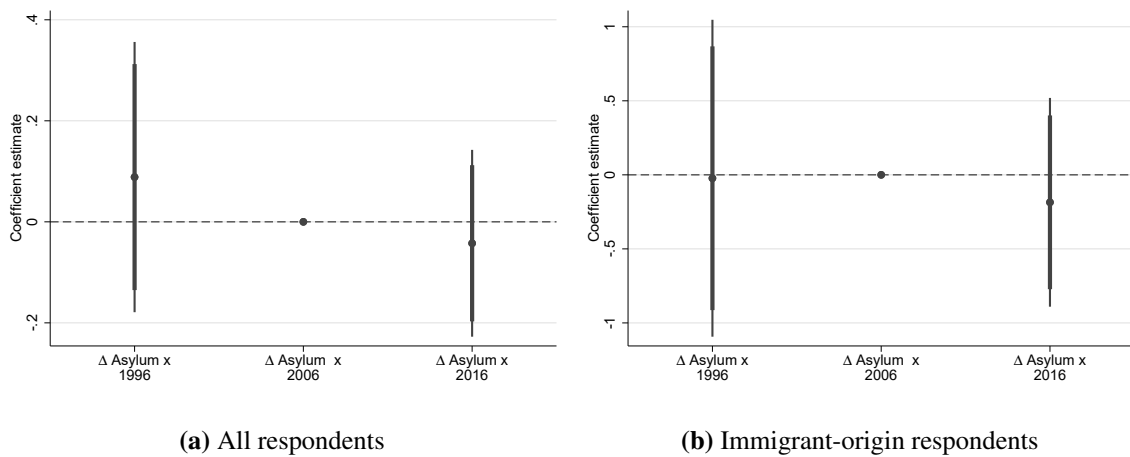 Coefficient estimate
.4
.2
0
-.2
Δ Asylum x
1996
Δ Asylum x
2006
Δ Asylum x
2016
(a) All respondents
Coefficient estimate
1
.5
0
-.5
-1
Δ Asylum x
1996
Δ Asylum x
2006
Δ Asylum x
2016
(b) Immigrant-origin respondents